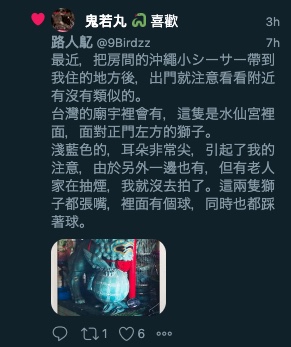 鬼若丸 喜歡 3h
路人髟 @9Birdzz 7h
最近，把房間的沖繩小シーサー帶到
我住的地方後，出門就注意看看附近
有沒有類似的。
台灣的廟宇裡會有，這隻是水仙宮裡
面，面對正門左方的獅子。
淺藍色的，耳朵非常尖，引起了我的
注意，由於另外一邊也有，但有老人
家在抽煙，我就沒去拍了。這兩隻獅
子都張嘴，裡面有個球，同時也都踩
著球。
1 6